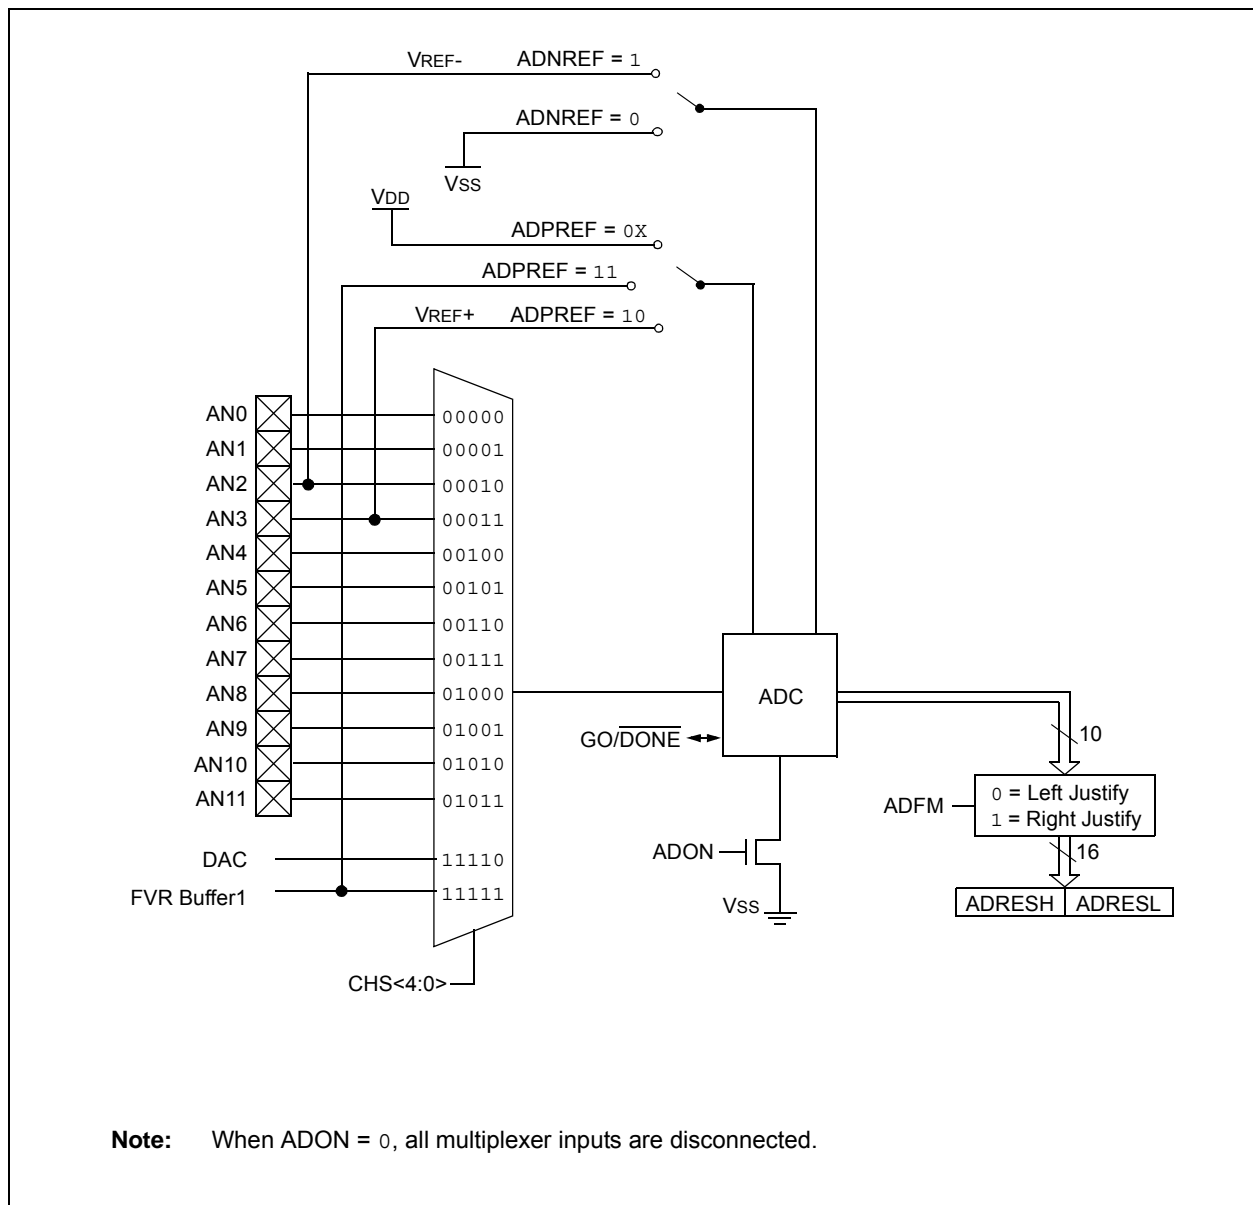 VREF- ADNREF = 1
ADNREF = 0
VSS
VDD
ADPREF = 0X
ADPREF = 11
VREF+ ADPREF = 10
AN0 00000
AN1 00001
AN2 00010
AN3 00011
AN4 00100
AN5 00101
AN6 00110
AN7 00111
AN8 01000
AN9 01001
AN10 01010
AN11 01011
DAC 11110
FVR Buffer1 11111
CHS<4:0>
ADC
GO/DONE
ADON
VSS
10
ADFM
0 = Left Justify
1 = Right Justify
16
ADRESH ADRESL
Note: When ADON = 0, all multiplexer inputs are disconnected.